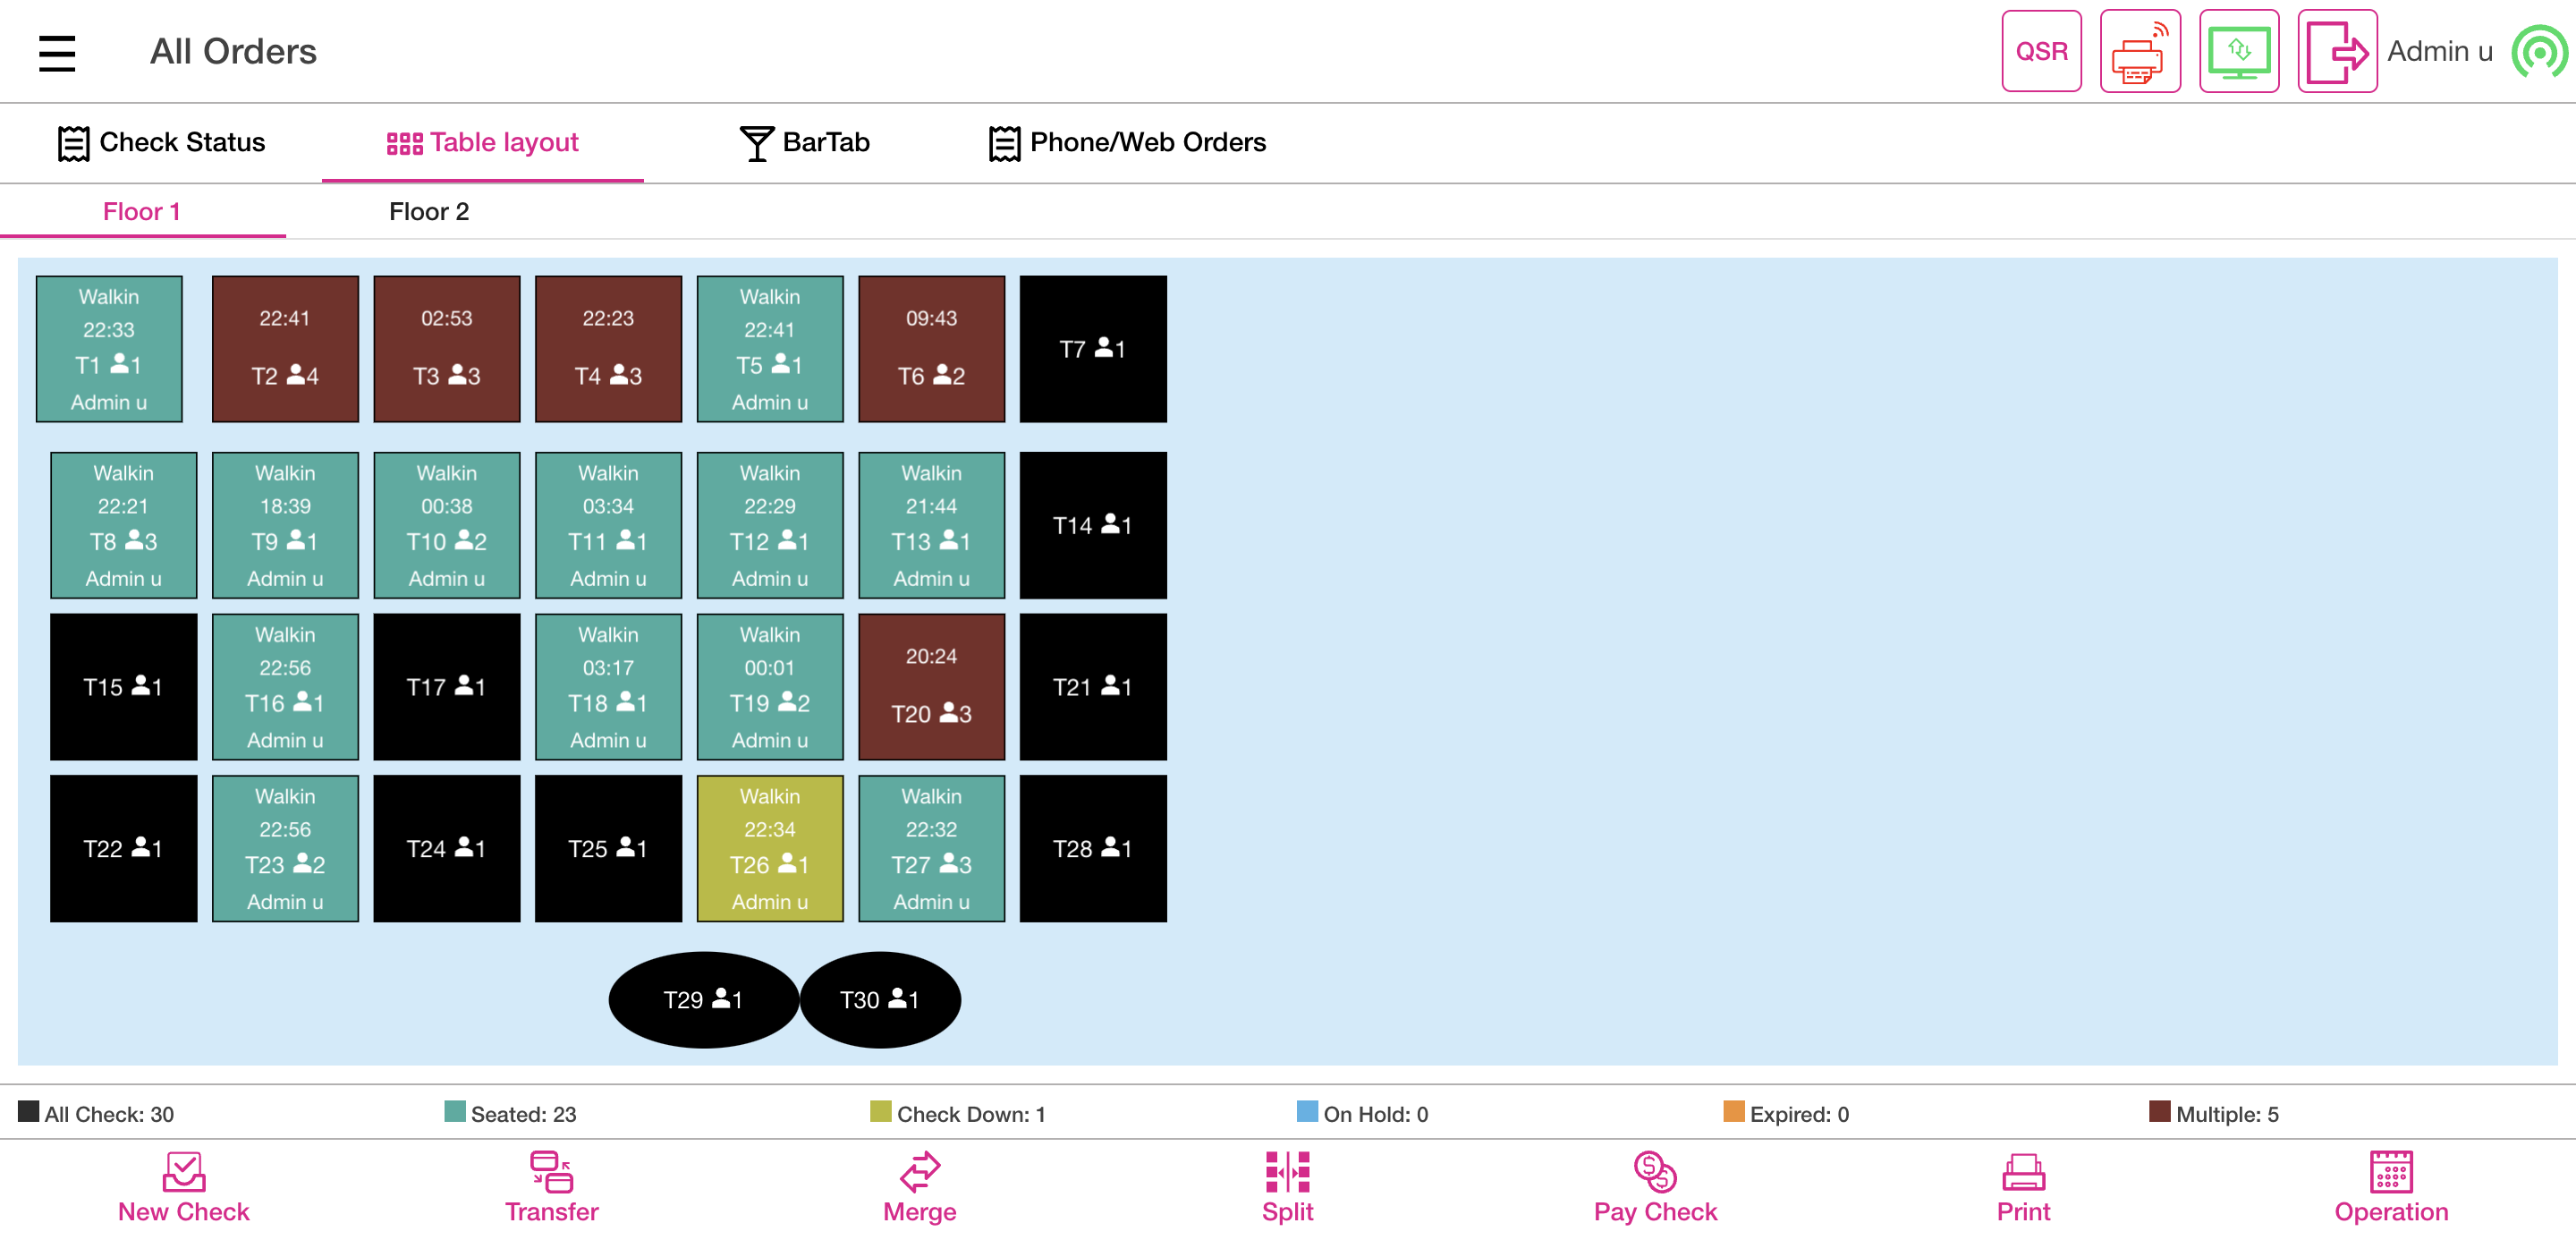 All Orders
QSR
Admin u
Check Status
Table layout
BarTab
Phone/Web Orders
Floor 1
Floor 2
Walkin
22:33
T1 1
Admin u
22:41
T2 4
02:53
T3 3
22:23
T4 3
Walkin
22:41
T5 1
Admin u
09:43
T6 2
T7 1
Walkin
22:21
T8 3
Admin u
Walkin
18:39
T9 1
Admin u
Walkin
00:38
T10 2
Admin u
Walkin
03:34
T11 1
Admin u
Walkin
22:29
T12 1
Admin u
Walkin
21:44
T13 1
Admin u
T14 1
T15 1
Walkin
22:56
T16 1
Admin u
T17 1
Walkin
03:17
T18 1
Admin u
Walkin
00:01
T19 2
Admin u
20:24
T20 3
T21 1
T22 1
Walkin
22:56
T23 2
Admin u
T24 1
T25 1
Walkin
22:34
T26 1
Admin u
Walkin
22:32
T27 3
Admin u
T28 1
T29 1
T30 1
All Check: 30
Seated: 23
Check Down: 1
On Hold: 0
Expired: 0
Multiple: 5
New Check
Transfer
Merge
Split
Pay Check
Print
Operation